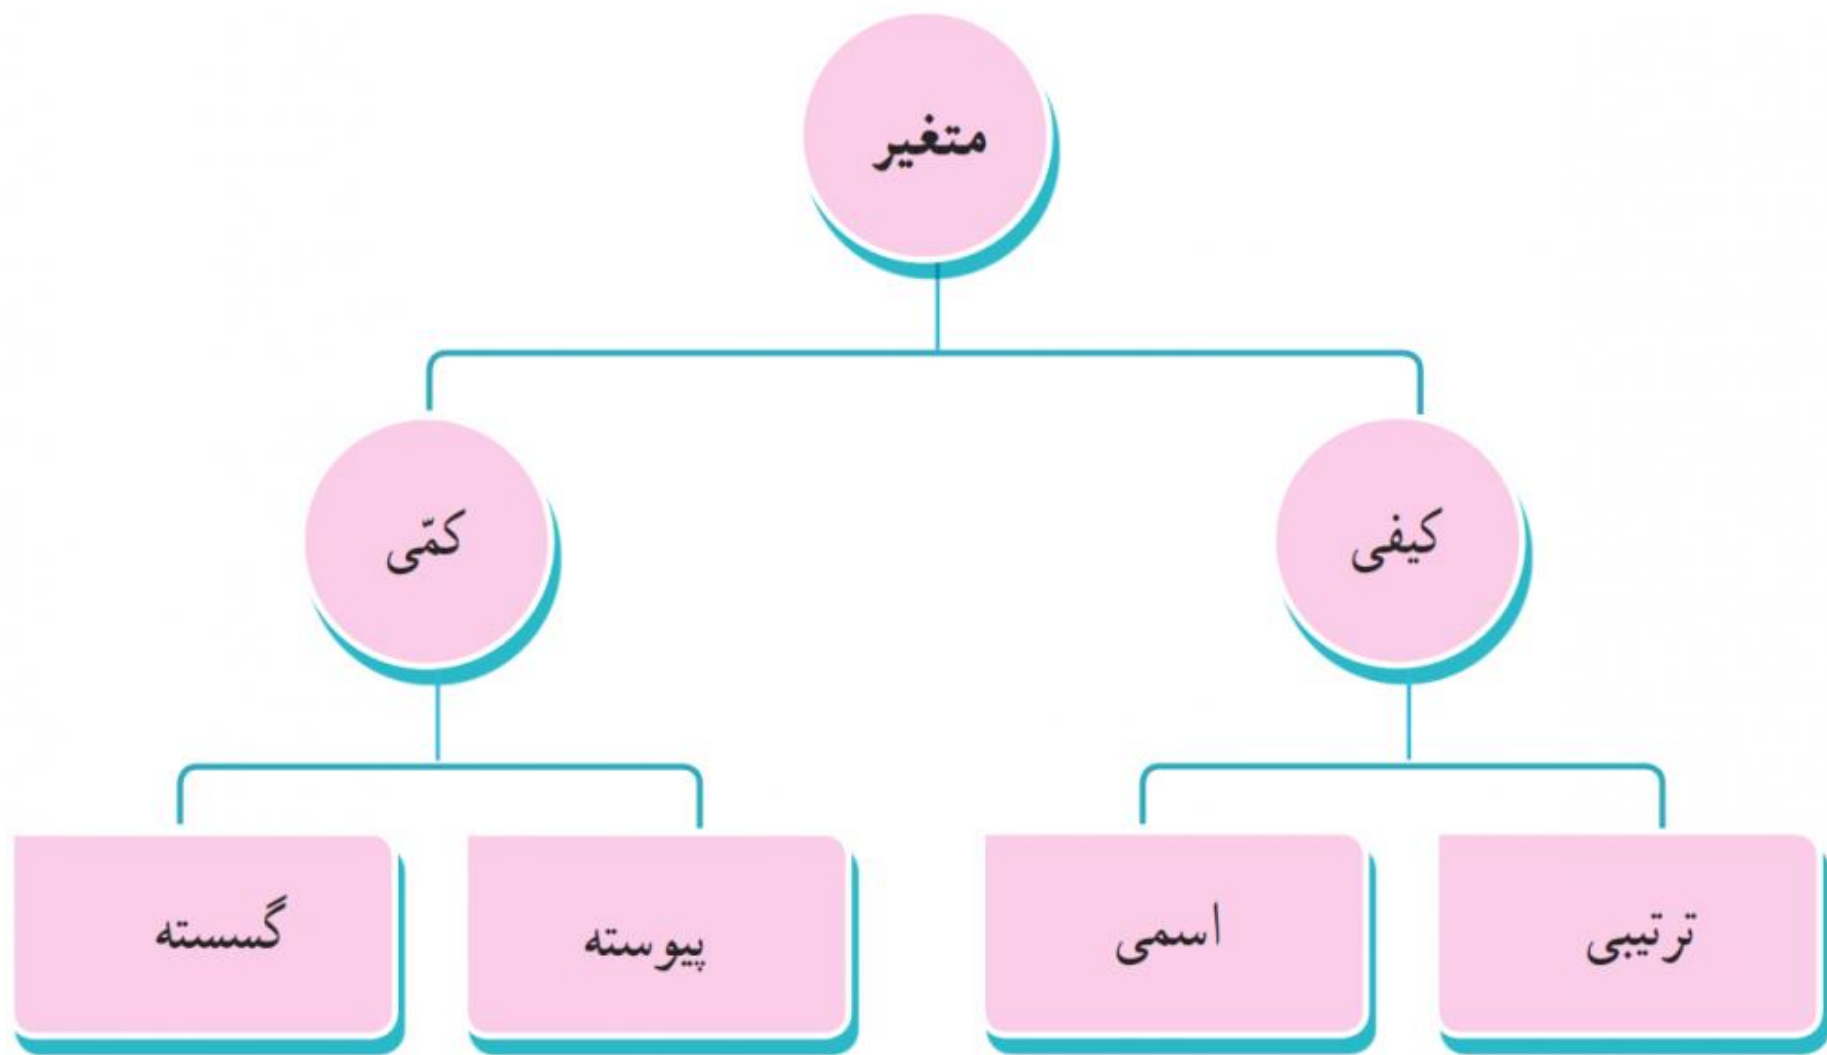 متغیر
کیفی
کمّی
ترتیبی
اسمی
پیوسته
گسسته